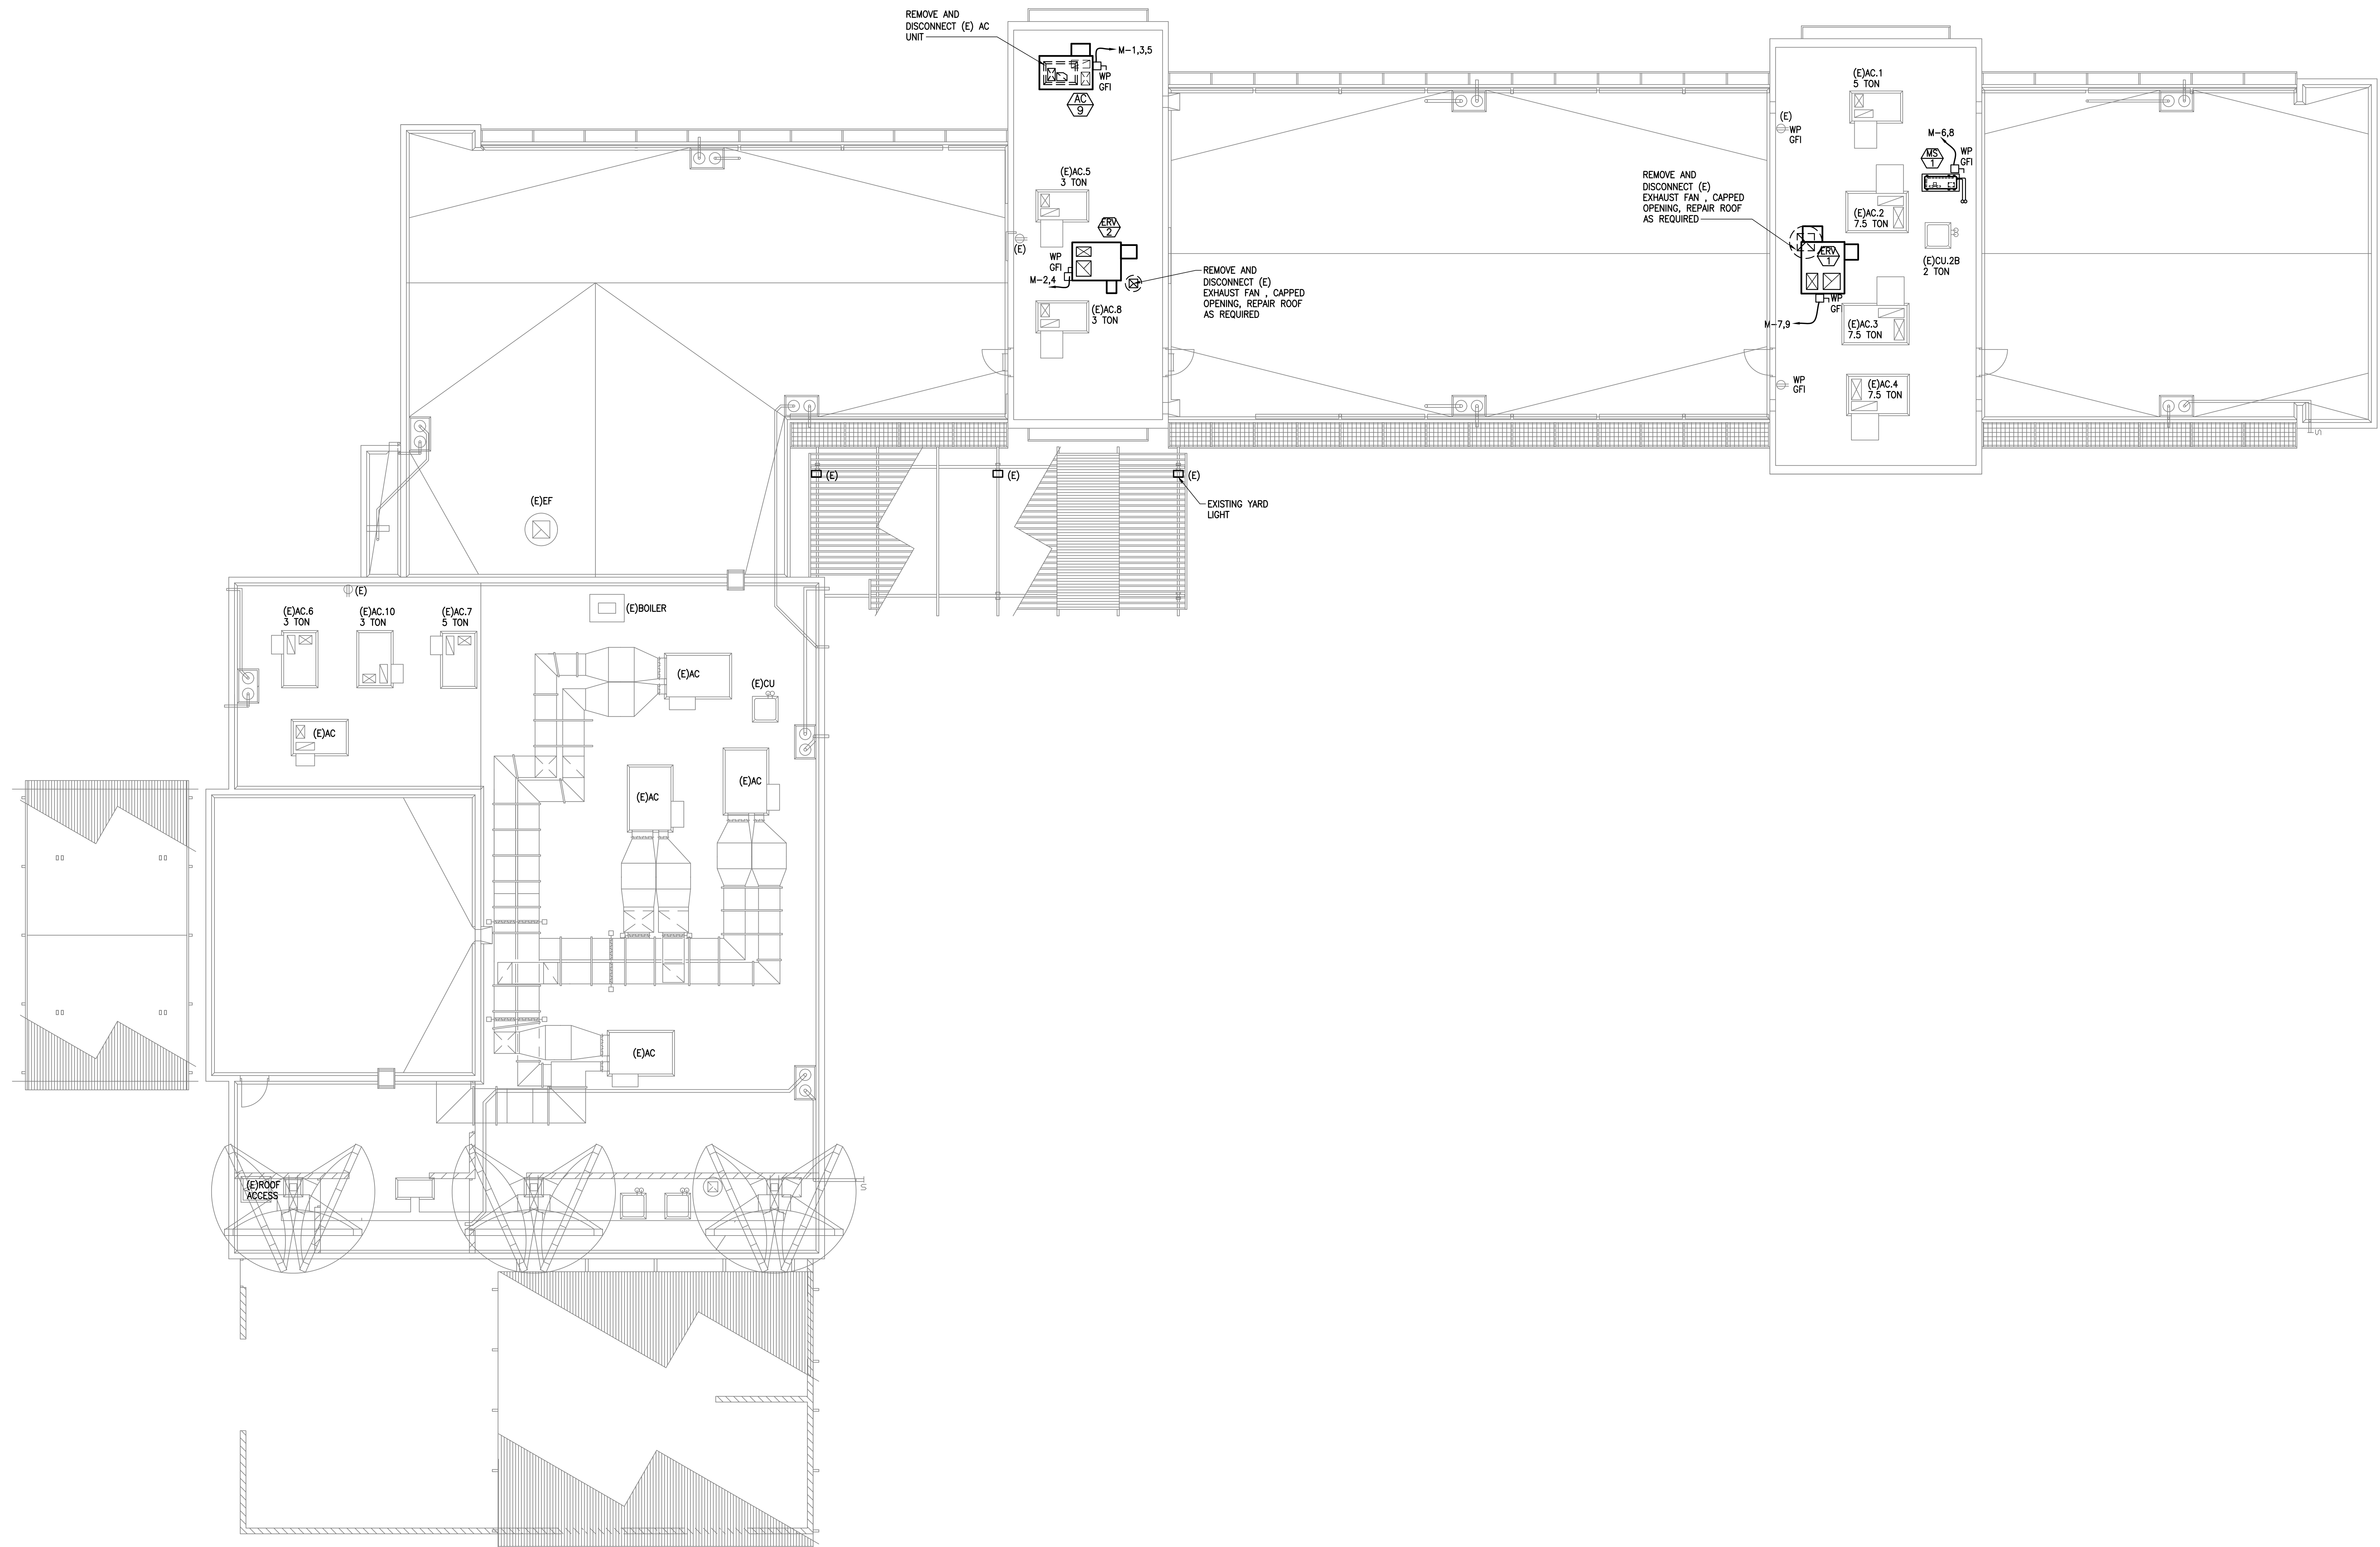 REMOVE AND
DISCONNECT (E) AC
UNIT
M-1,3,5
WP
GFI
AC
9
(E)AC.5
3 TON
ERV
2
(E)
WP
GFI
M-2,4
REMOVE AND
DISCONNECT (E)
EXHAUST FAN , CAPPED
OPENING, REPAIR ROOF
AS REQUIRED
(E)AC.8
3 TON
(E)AC.1
5 TON
(E)
WP
GFI
M-6,8
MS
1
WP
GFI
REMOVE AND
DISCONNECT (E)
EXHAUST FAN , CAPPED
OPENING, REPAIR ROOF
AS REQUIRED
(E)AC.2
7.5 TON
ERV
1
(E)CU.2B
2 TON
WP
GFI
M-7,9
(E)AC.3
7.5 TON
WP
GFI
(E)AC.4
7.5 TON
(E)
(E)
(E)
EXISTING YARD
LIGHT
(E)EF
(E)
(E)AC.6
3 TON
(E)AC.10
3 TON
(E)AC.7
5 TON
(E)BOILER
(E)AC
(E)CU
(E)AC
(E)AC
(E)AC
(E)AC
(E)ROOF
ACCESS